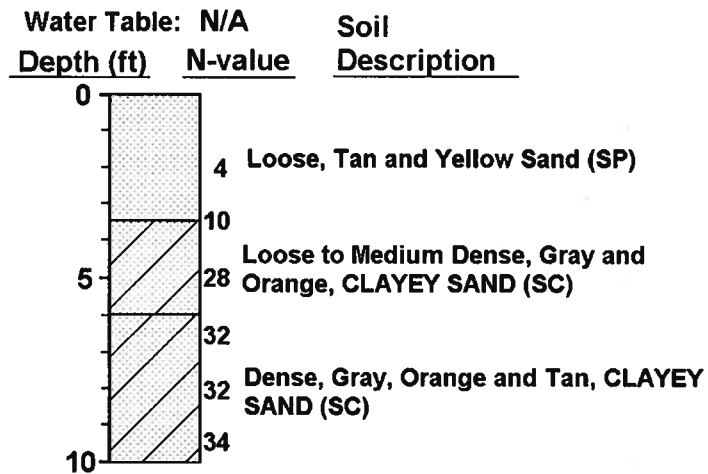 Water Table: N/A
Soil
Depth (ft) N-value Description
0
4 Loose, Tan and Yellow Sand (SP)
10
Loose to Medium Dense, Gray and
5 28 Orange, CLAYEY SAND (SC)
32
32 Dense, Gray, Orange and Tan, CLAYEY
SAND (SC)
34
10